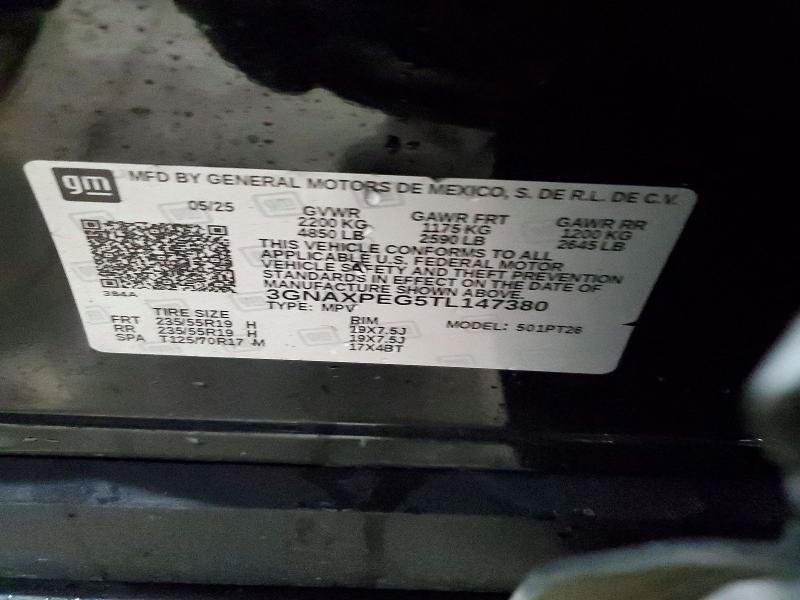 gm MFD BY GENERAL MOTORS DE MEXICO, S. DE R.L. DE C.V.
05/25 GVWR GAWR FRT GAWR RR
2200 KG 1175 KG 1200 KG
4850 LB 2590 LB 2645 LB
THIS VEHICLE CONFORMS TO ALL
APPLICABLE U.S. FEDERAL MOTOR
VEHICLE SAFETY AND THEFT PREVENTION
STANDARDS IN EFFECT ON THE DATE OF
MANUFACTURE SHOWN ABOVE.
384A 3GNAXPEG5TL147380
TYPE: MPV MODEL: 501PT26
TIRE SIZE RIM
FRT 235/55R19 H 19X7.5J
RR 235/55R19 H 19X7.5J
SPA T125/70R17 M 17X4BT